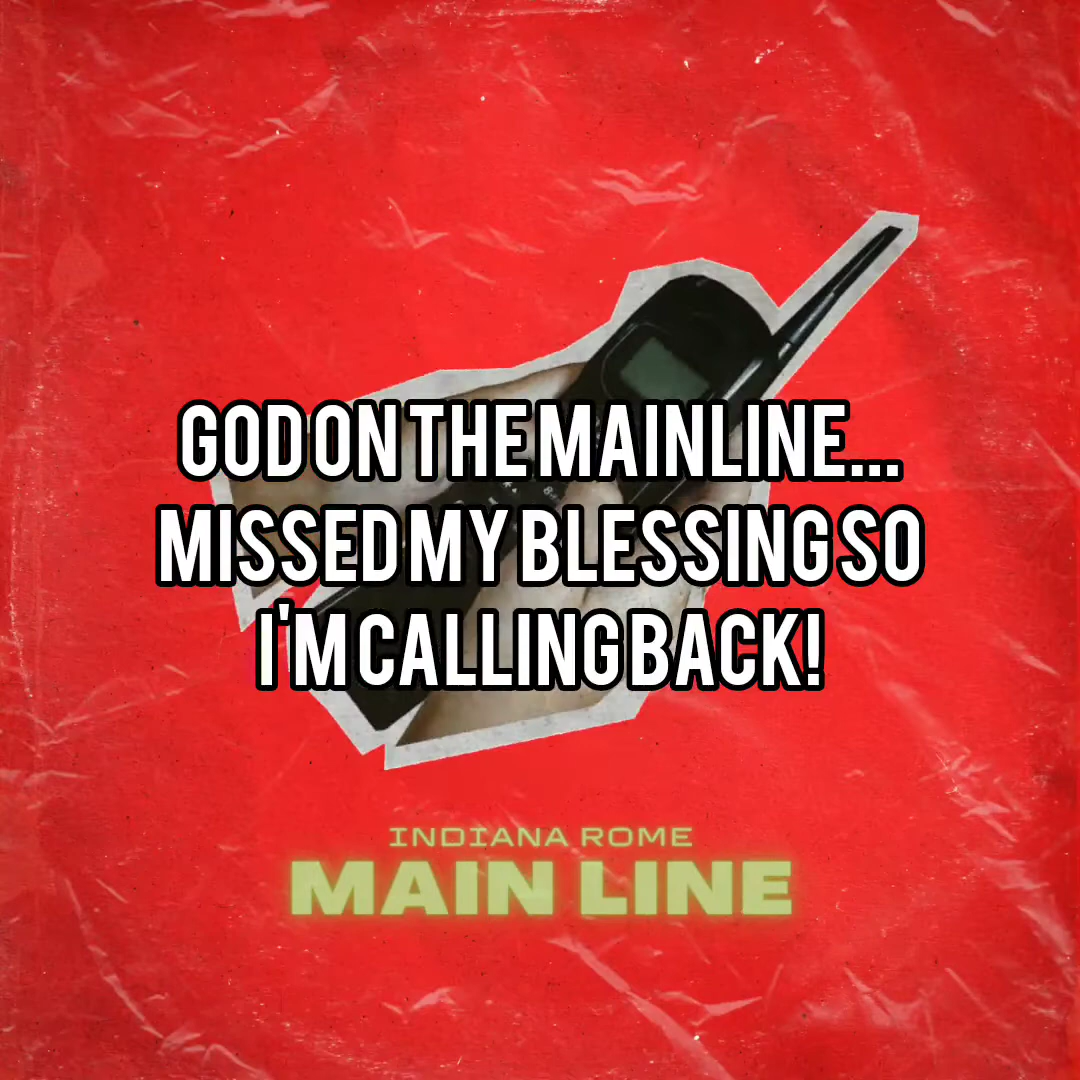 GOD ON THE MAINLINE...
MISSED MY BLESSING SO
I'M CALLING BACK!
INDIANA ROME
MAIN LINE